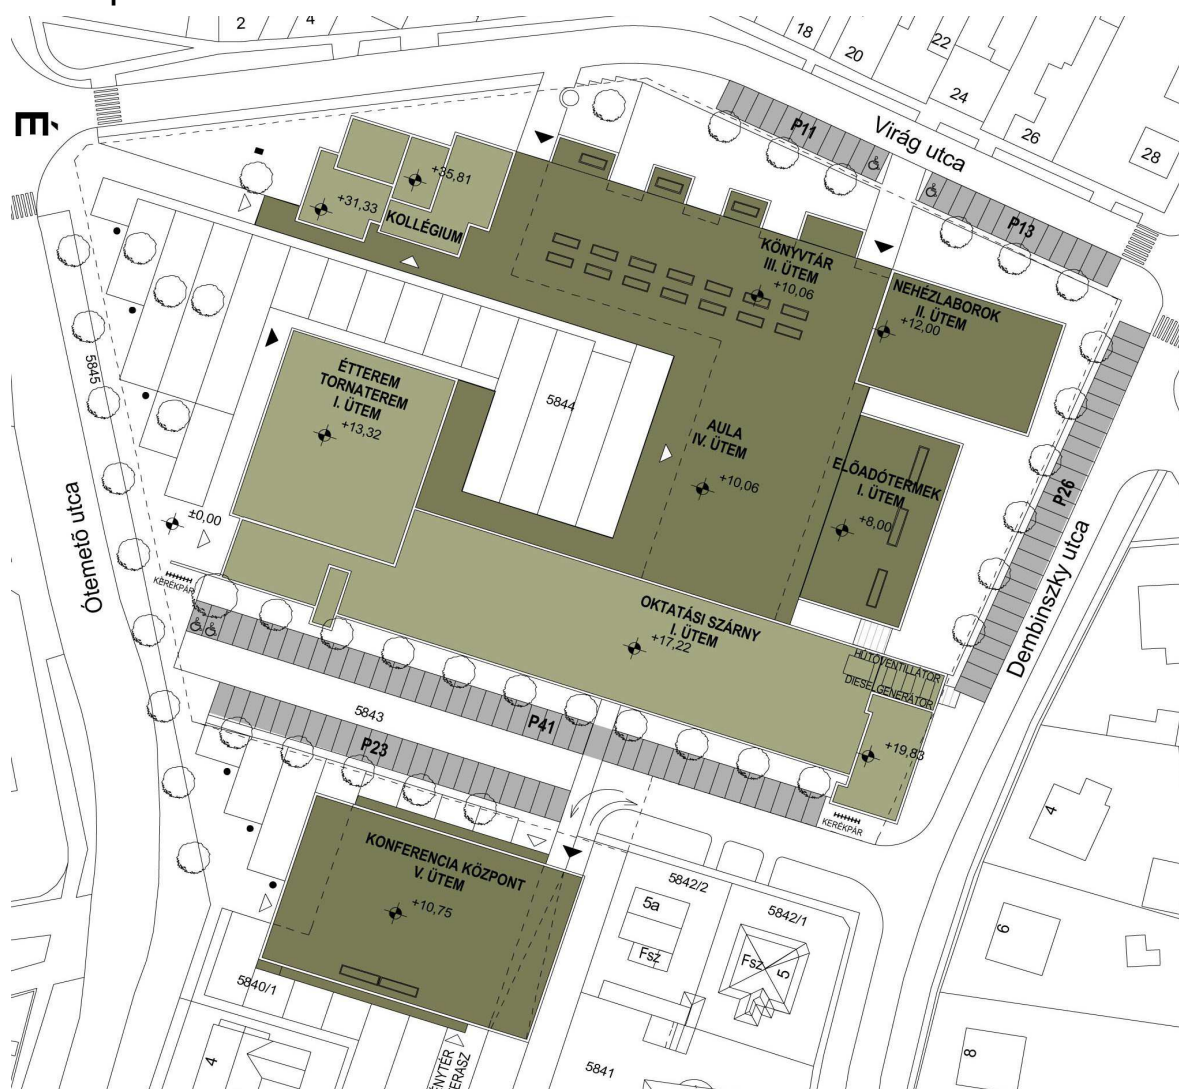 2
4
18
20
22
24
26
28
É
P11
Virág utca
P13
+35,81
+31,33
KOLLÉGIUM
KÖNYVTÁR
III. ÜTEM
+10,06
NEHÉZLABOROK
II. ÜTEM
+12,00
5845
ÉTTEREM
TORNATEREM
I. ÜTEM
+13,32
5844
AULA
IV. ÜTEM
+10,06
ELŐADÓTERMEK
I. ÜTEM
+8,00
P26
Dembinszky utca
Ótemető utca
±0,00
KERÉKPÁR
OKTATÁSI SZÁRNY
I. ÜTEM
+17,22
HŰTŐVENTILLÁTOR
DIESELGENERÁTOR
+19,83
5843
P41
P23
KERÉKPÁR
4
KONFERENCIA KÖZPONT
V. ÜTEM
+10,75
5842/2
5a
Fsz
5842/1
Fsz
5
6
5840/1
4
8
5841